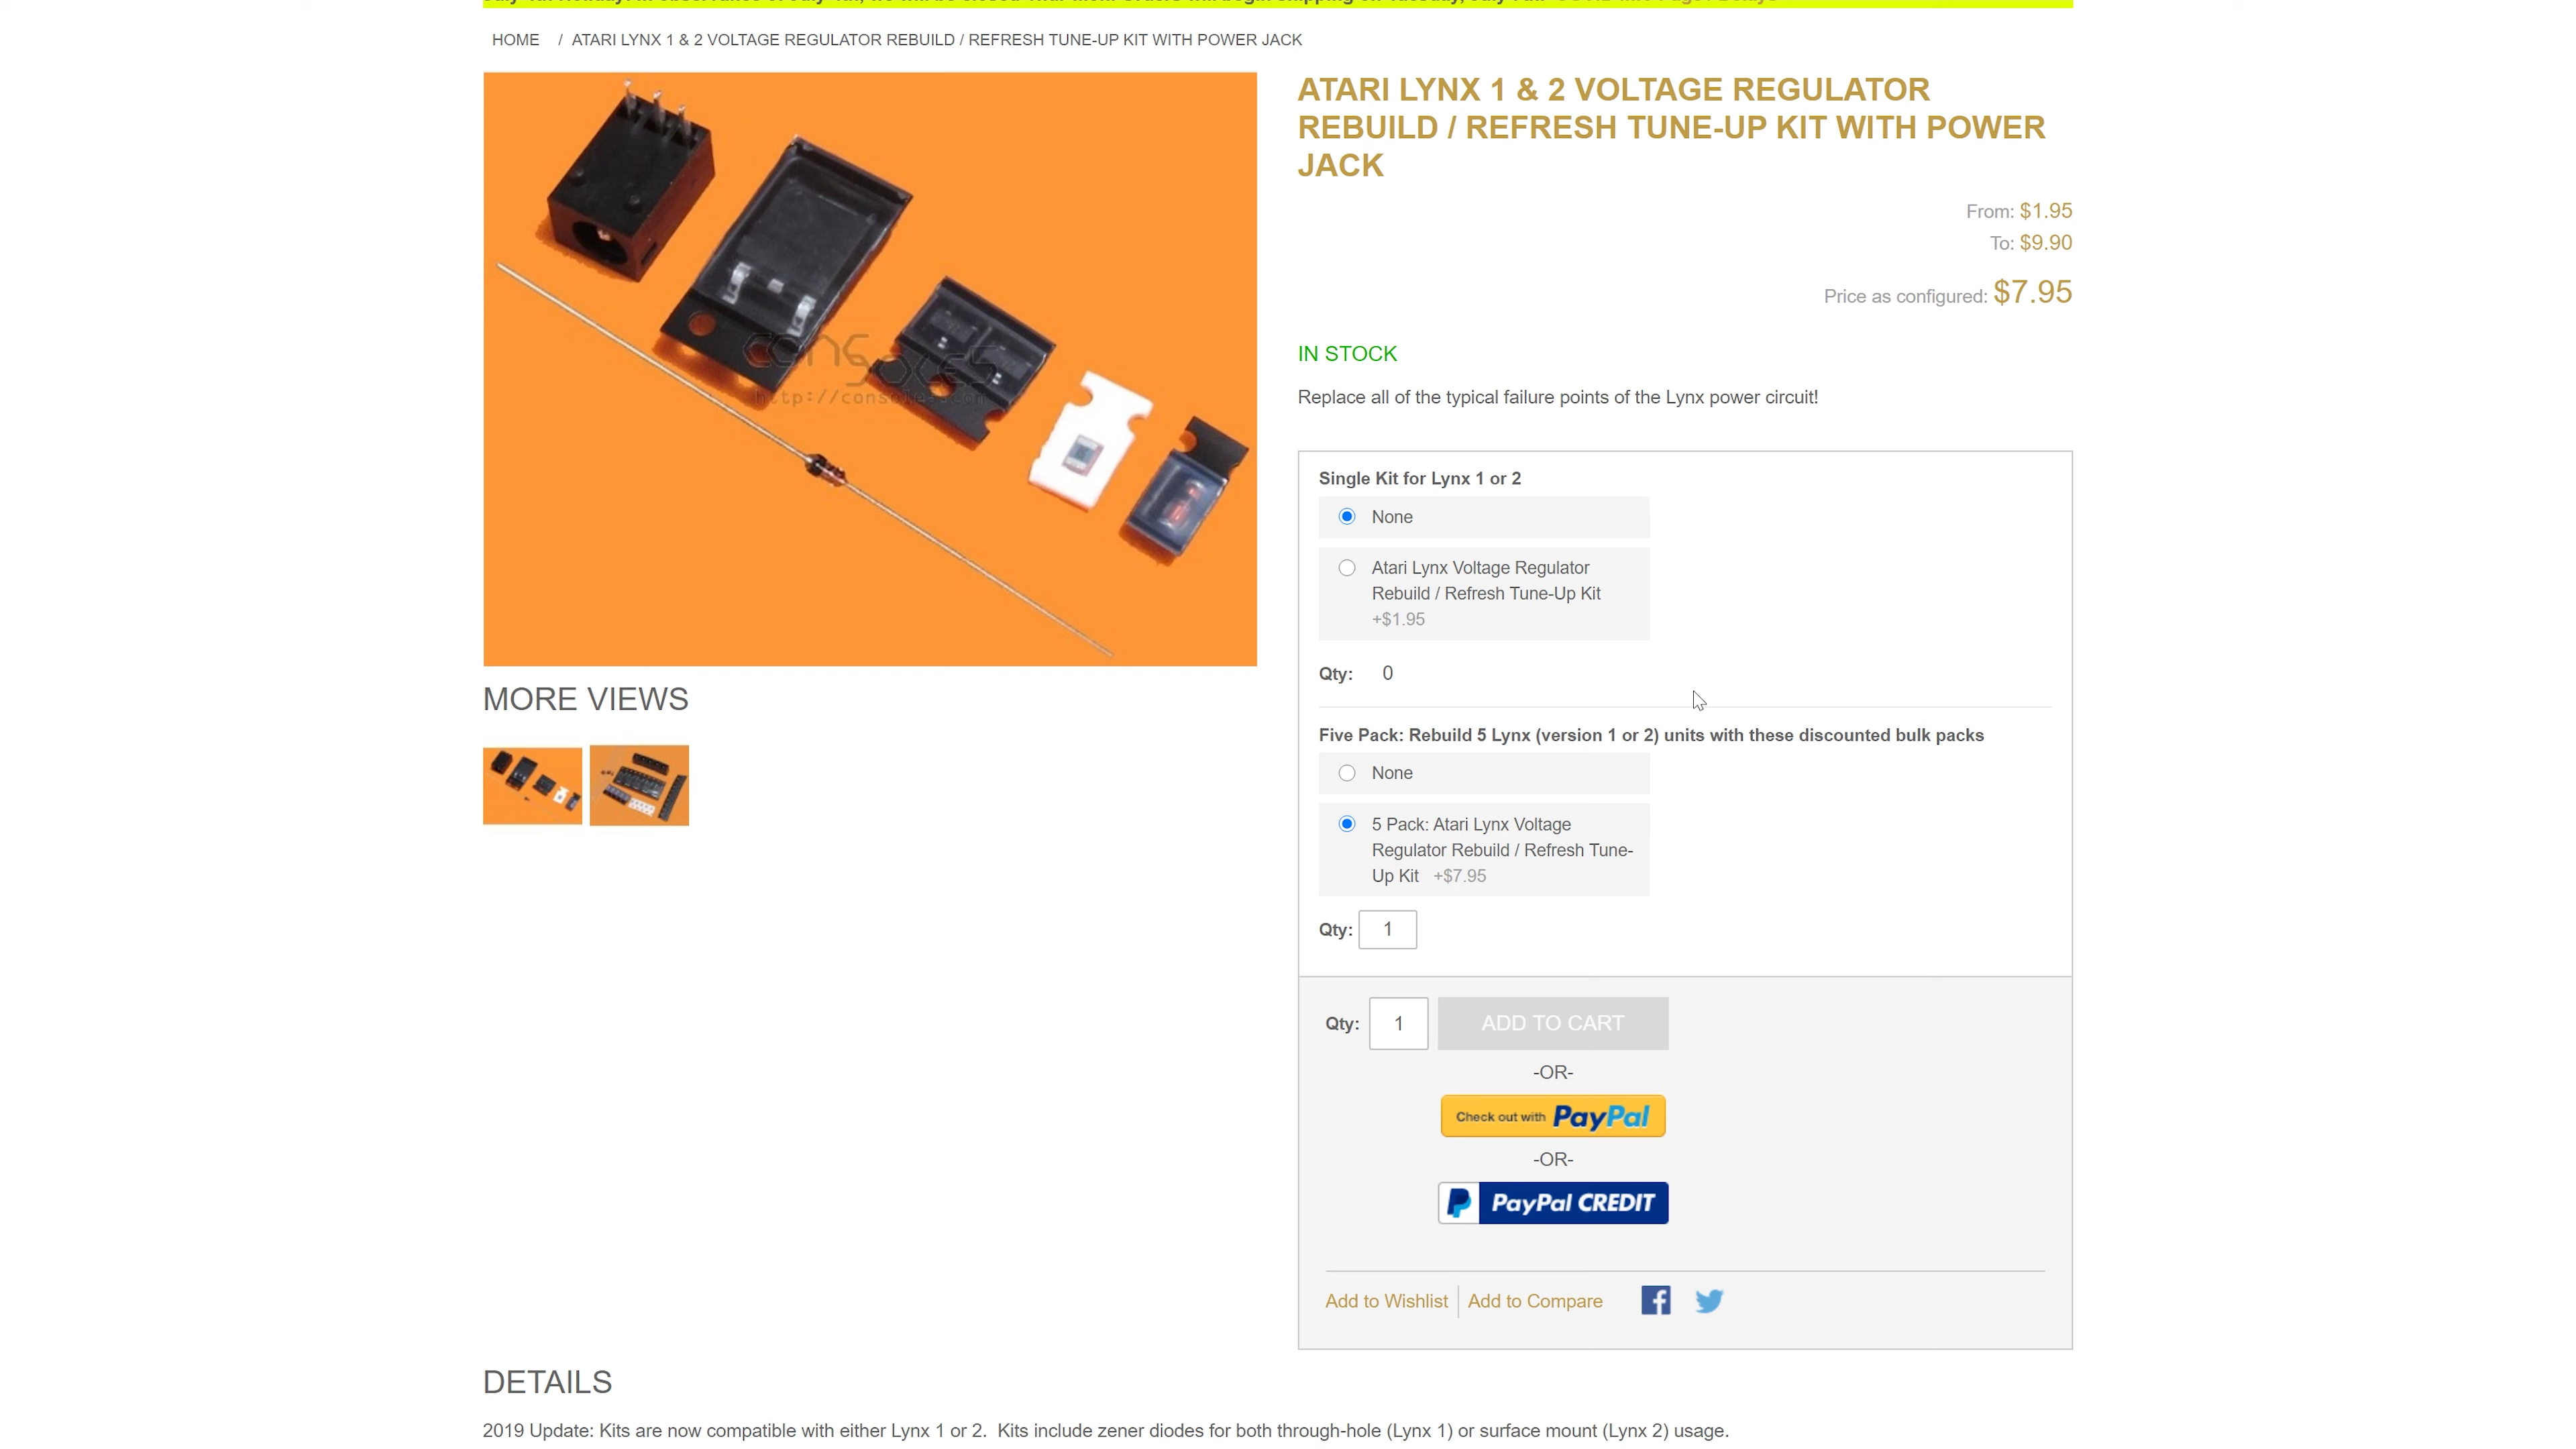 HOME / ATARI LYNX 1 & 2 VOLTAGE REGULATOR REBUILD / REFRESH TUNE-UP KIT WITH POWER JACK
ATARI LYNX 1 & 2 VOLTAGE REGULATOR
REBUILD / REFRESH TUNE-UP KIT WITH POWER
JACK
From: $1.95
To: $9.90
Price as configured: $7.95
IN STOCK
Replace all of the typical failure points of the Lynx power circuit!
consoles5
Single Kit for Lynx 1 or 2
None
Atari Lynx Voltage Regulator
Rebuild / Refresh Tune-Up Kit
+$1.95
Qty: 0
MORE VIEWS
Five Pack: Rebuild 5 Lynx (version 1 or 2) units with these discounted bulk packs
None
5 Pack: Atari Lynx Voltage
Regulator Rebuild / Refresh Tune-
Up Kit +$7.95
Qty: 1
Qty: 1 ADD TO CART
-OR-
Check out with PayPal
-OR-
PayPal CREDIT
Add to Wishlist Add to Compare
DETAILS
2019 Update: Kits are now compatible with either Lynx 1 or 2. Kits include zener diodes for both through-hole (Lynx 1) or surface mount (Lynx 2) usage.